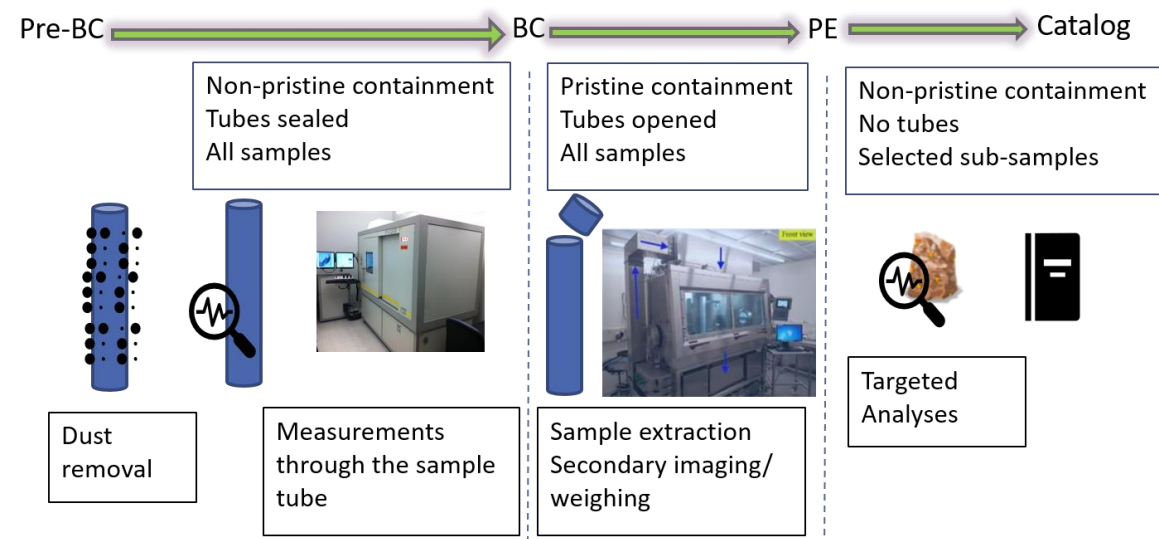 Pre-BC
BC
PE
Catalog
Non-pristine containment
Tubes sealed
All samples
Pristine containment
Tubes opened
All samples
Non-pristine containment
No tubes
Selected sub-samples
Front view
Dust
removal
Measurements
through the sample
tube
Sample extraction
Secondary imaging/
weighing
Targeted
Analyses